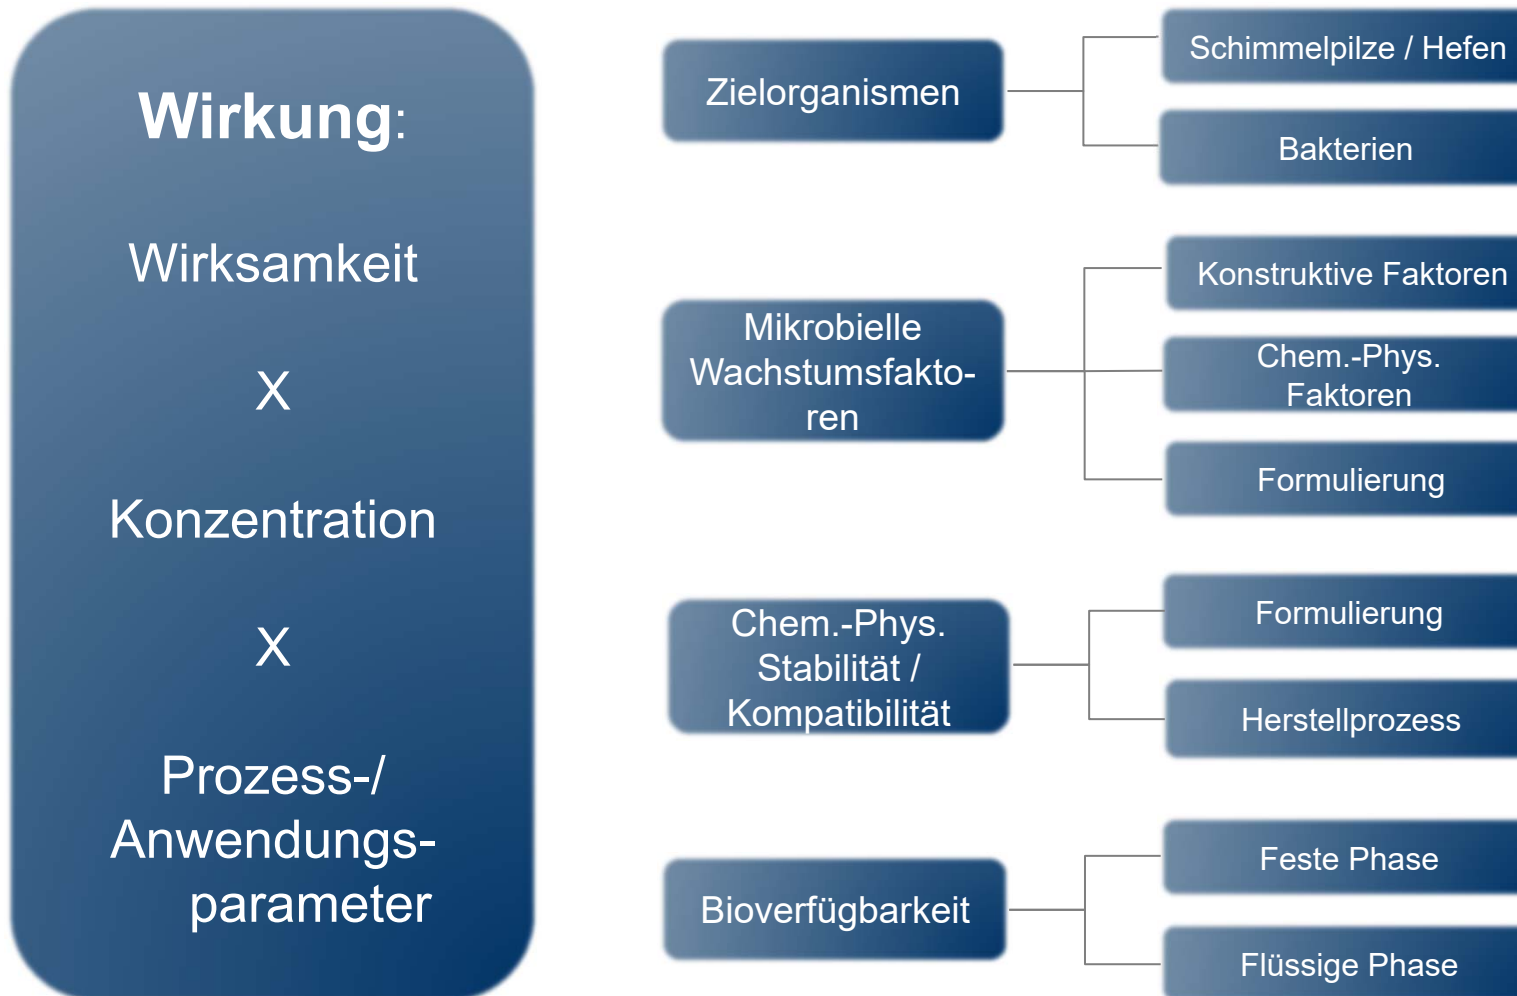 Wirkung:
Wirksamkeit
X
Konzentration
X
Prozess-/
Anwendungs-
parameter
Zielorganismen
Schimmelpilze / Hefen
Bakterien
Mikrobielle
Wachstumsfakto-
ren
Konstruktive Faktoren
Chem.-Phys.
Faktoren
Formulierung
Chem.-Phys.
Stabilität /
Kompatibilität
Formulierung
Herstellprozess
Bioverfügbarkeit
Feste Phase
Flüssige Phase